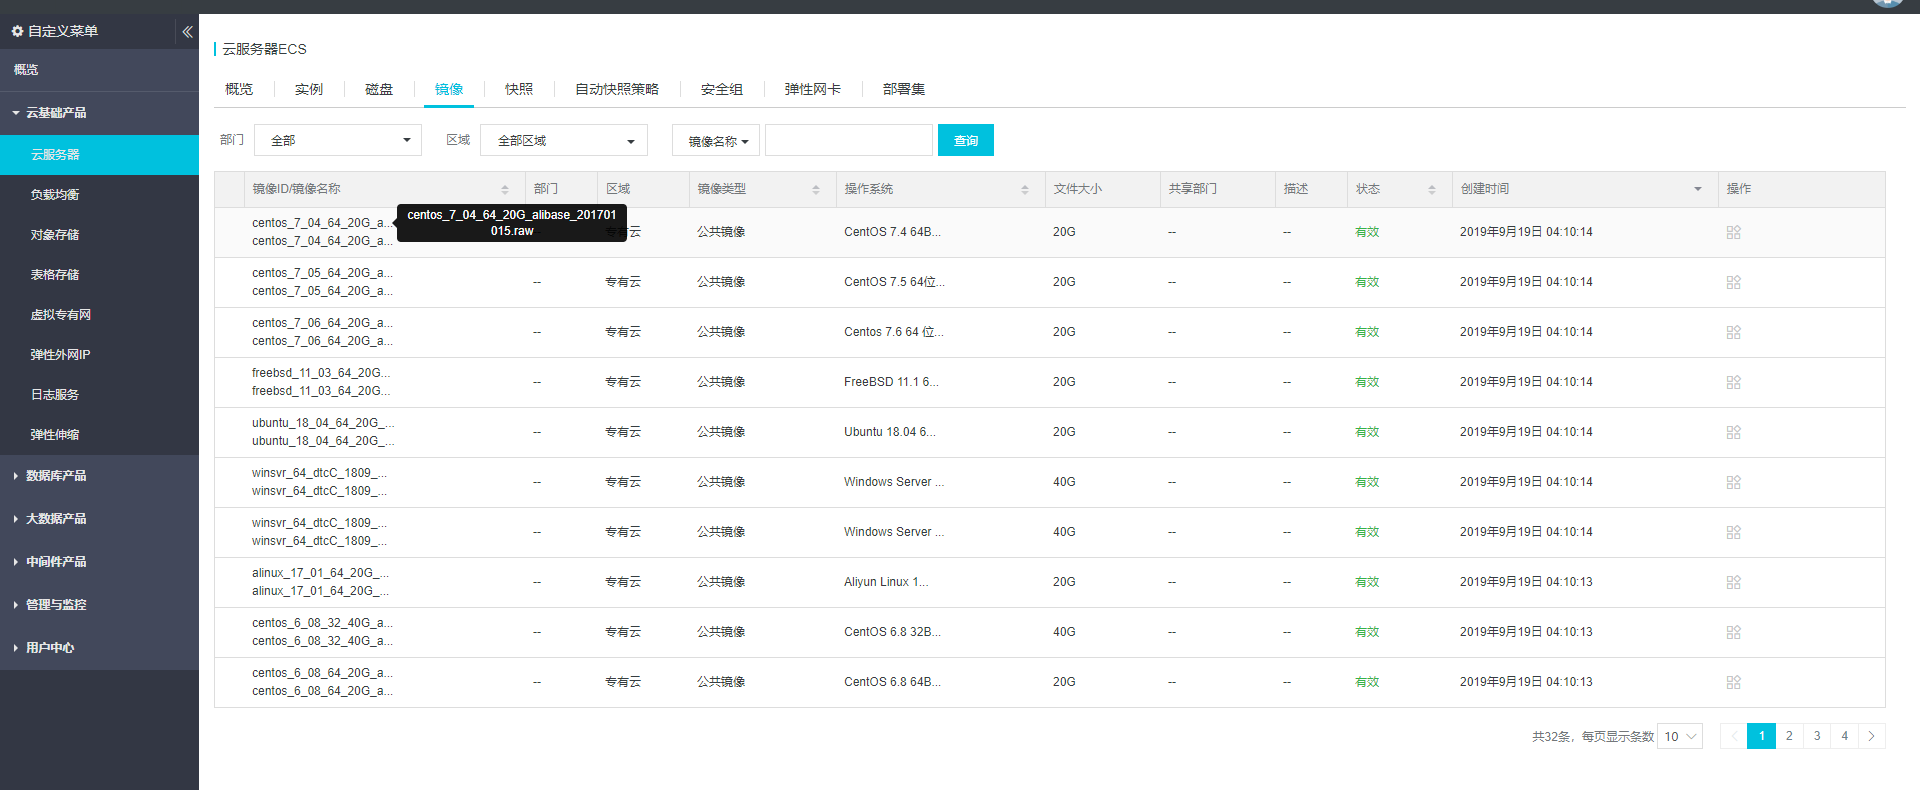 自定义菜单
概览
云基础产品
云服务器
负载均衡
对象存储
表格存储
虚拟专有网
弹性外网IP
日志服务
弹性伸缩
数据库产品
大数据产品
中间件产品
管理与监控
用户中心
云服务器ECS
概览 实例 磁盘 镜像 快照 自动快照策略 安全组 弹性网卡 部署集
部门 全部 区域 全部区域 镜像名称 查询
镜像ID/镜像名称 部门 区域 镜像类型 操作系统 文件大小 共享部门 描述 状态 创建时间 操作
centos_7_04_64_20G_a...
centos_7_04_64_20G_a...
centos_7_04_64_20G_alibase_201701
015.raw
-- 专有云 公共镜像 CentOS 7.4 64B... 20G -- -- 有效 2019年9月19日 04:10:14
centos_7_05_64_20G_a...
centos_7_05_64_20G_a...
-- 专有云 公共镜像 CentOS 7.5 64位... 20G -- -- 有效 2019年9月19日 04:10:14
centos_7_06_64_20G_a...
centos_7_06_64_20G_a...
-- 专有云 公共镜像 Centos 7.6 64 位... 20G -- -- 有效 2019年9月19日 04:10:14
freebsd_11_03_64_20G...
freebsd_11_03_64_20G...
-- 专有云 公共镜像 FreeBSD 11.1 6... 20G -- -- 有效 2019年9月19日 04:10:14
ubuntu_18_04_64_20G_...
ubuntu_18_04_64_20G_...
-- 专有云 公共镜像 Ubuntu 18.04 6... 20G -- -- 有效 2019年9月19日 04:10:14
winsvr_64_dtcC_1809_...
winsvr_64_dtcC_1809_...
-- 专有云 公共镜像 Windows Server ... 40G -- -- 有效 2019年9月19日 04:10:14
winsvr_64_dtcC_1809_...
winsvr_64_dtcC_1809_...
-- 专有云 公共镜像 Windows Server ... 40G -- -- 有效 2019年9月19日 04:10:14
alinux_17_01_64_20G_...
alinux_17_01_64_20G_...
-- 专有云 公共镜像 Aliyun Linux 1... 20G -- -- 有效 2019年9月19日 04:10:13
centos_6_08_32_40G_a...
centos_6_08_32_40G_a...
-- 专有云 公共镜像 CentOS 6.8 32B... 40G -- -- 有效 2019年9月19日 04:10:13
centos_6_08_64_20G_a...
centos_6_08_64_20G_a...
-- 专有云 公共镜像 CentOS 6.8 64B... 20G -- -- 有效 2019年9月19日 04:10:13
共32条，每页显示条数 10 1 2 3 4